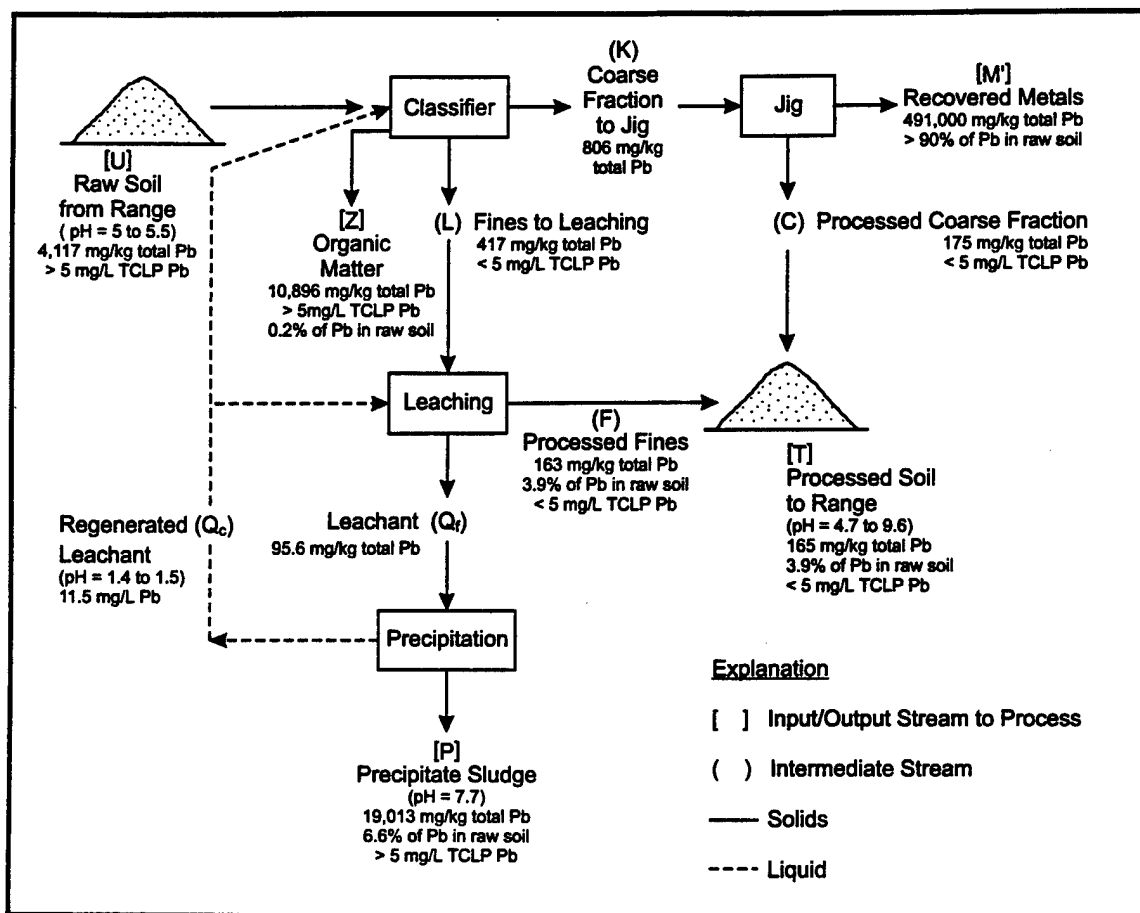 [U]
Raw Soil
from Range
( pH = 5 to 5.5)
4,117 mg/kg total Pb
> 5 mg/L TCLP Pb
Classifier
(K)
Coarse
Fraction
to Jig
806 mg/kg
total Pb
Jig
[M']
Recovered Metals
491,000 mg/kg total Pb
> 90% of Pb in raw soil
[Z]
Organic
Matter
10,896 mg/kg total Pb
> 5mg/L TCLP Pb
0.2% of Pb in raw soil
(L) Fines to Leaching
417 mg/kg total Pb
< 5 mg/L TCLP Pb
(C) Processed Coarse Fraction
175 mg/kg total Pb
< 5 mg/L TCLP Pb
Leaching
(F)
Processed Fines
163 mg/kg total Pb
3.9% of Pb in raw soil
< 5 mg/L TCLP Pb
[T]
Processed Soil
to Range
(pH = 4.7 to 9.6)
165 mg/kg total Pb
3.9% of Pb in raw soil
< 5 mg/L TCLP Pb
Regenerated (Qc)
Leachant
(pH = 1.4 to 1.5)
11.5 mg/L Pb
Leachant (Qf)
95.6 mg/kg total Pb
Precipitation
[P]
Precipitate Sludge
(pH = 7.7)
19,013 mg/kg total Pb
6.6% of Pb in raw soil
> 5 mg/L TCLP Pb
Explanation
[ ] Input/Output Stream to Process
( ) Intermediate Stream
Solids
Liquid